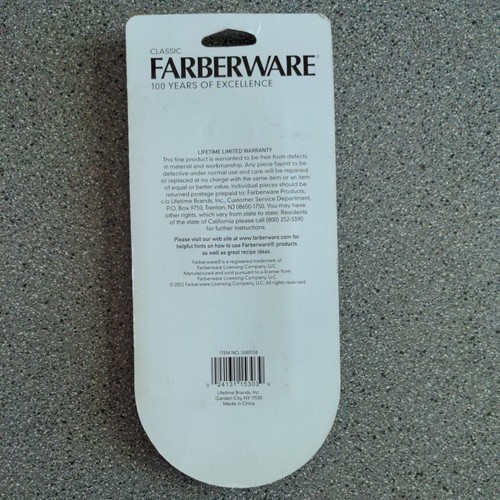 CLASSIC
FARBERWARE®
100 YEARS OF EXCELLENCE
LIFETIME LIMITED WARRANTY
This fine product is warranted to be free from defects
in material and workmanship. Any piece found to be
defective under normal use and care will be repaired
or replaced at no charge with the same item or an item
of equal or better value. Individual pieces should be
returned postage prepaid to: Farberware Products,
c/o Lifetime Brands, Inc., Customer Service Department,
P.O. Box 9750, Trenton, NJ 08650-1750. You may have
other rights, which vary from state to state. Residents
of the state of California please call (800) 252-3390
for further instructions.
Please visit our web site at www.farberware.com for
helpful hints on how to use Farberware® products
as well as great recipe ideas.
Farberware® is a registered trademark of
Farberware Licensing Company, LLC.
Manufactured and sold pursuant to a license from
Farberware Licensing Company, LLC.
© 2022 Farberware Licensing Company, LLC. All rights reserved.
ITEM NO.
9 24131 15303 9
Lifetime Brands, Inc.
Garden City, NY 11530
Made in China